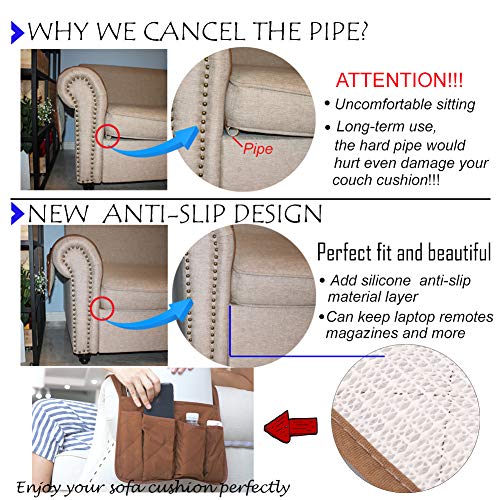 WHY WE CANCEL THE PIPE?
ATTENTION!!!
• Uncomfortable sitting
• Long-term use,
the hard pipe would
hurt even damage your
couch cushion!!!
Pipe
NEW ANTI-SLIP DESIGN
Perfect fit and beautiful
• Add silicone anti-slip
material layer
•Can keep laptop remotes
magazines and more
Enjoy your sofa cushion perfectly